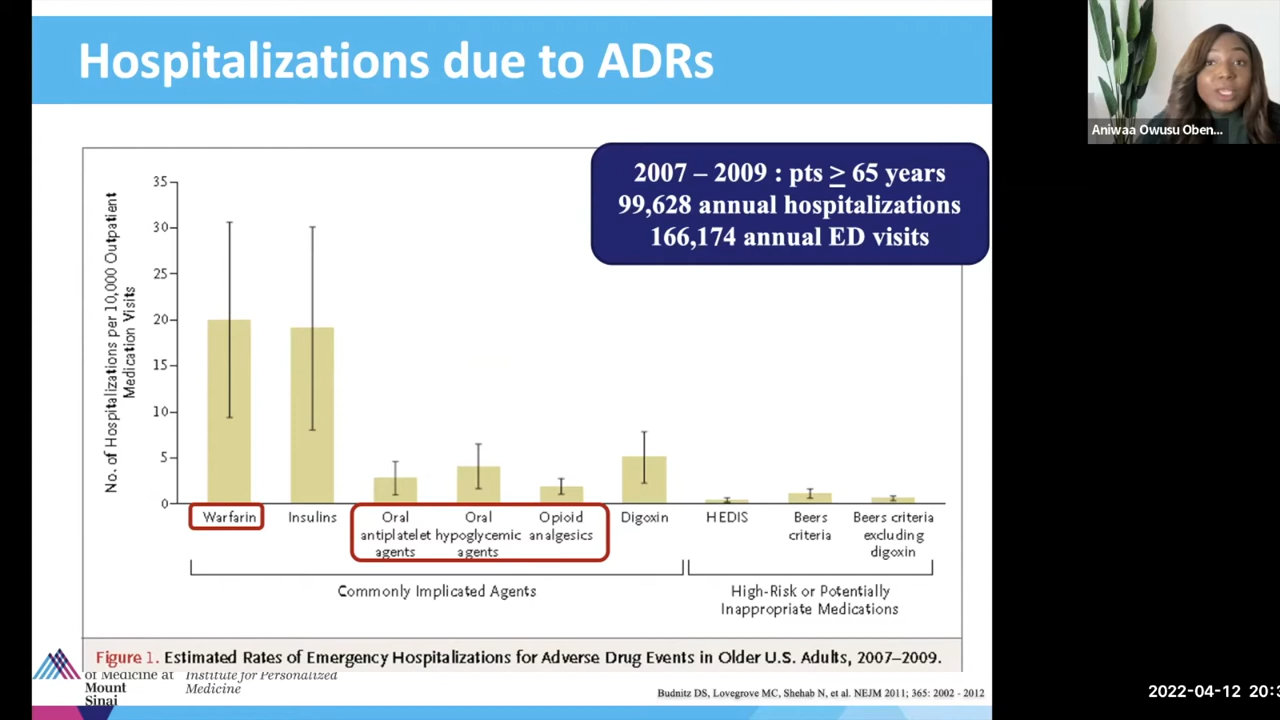 Hospitalizations due to ADRs
Aniwaa Owusu Oben...
2007 – 2009 : pts > 65 years
99,628 annual hospitalizations
166,174 annual ED visits
No. of Hospitalizations per 10,000 Outpatient
Medication Visits
35
30
25
20
15
10
5
0
Warfarin
Insulins
Oral
antiplatelet
agents
Oral
hypoglycemic
agents
Opioid
analgesics
Digoxin
HEDIS
Beers
criteria
Beers criteria
excluding
digoxin
Commonly Implicated Agents
High-Risk or Potentially
Inappropriate Medications
Figure 1. Estimated Rates of Emergency Hospitalizations for Adverse Drug Events in Older U.S. Adults, 2007–2009.
of Medicine at
Mount
Sinai
Institute for Personalized
Medicine
Budnitz DS, Lovegrove MC, Shehab N, et al. NEJM 2011; 365: 2002 - 2012
2022-04-12 20:3